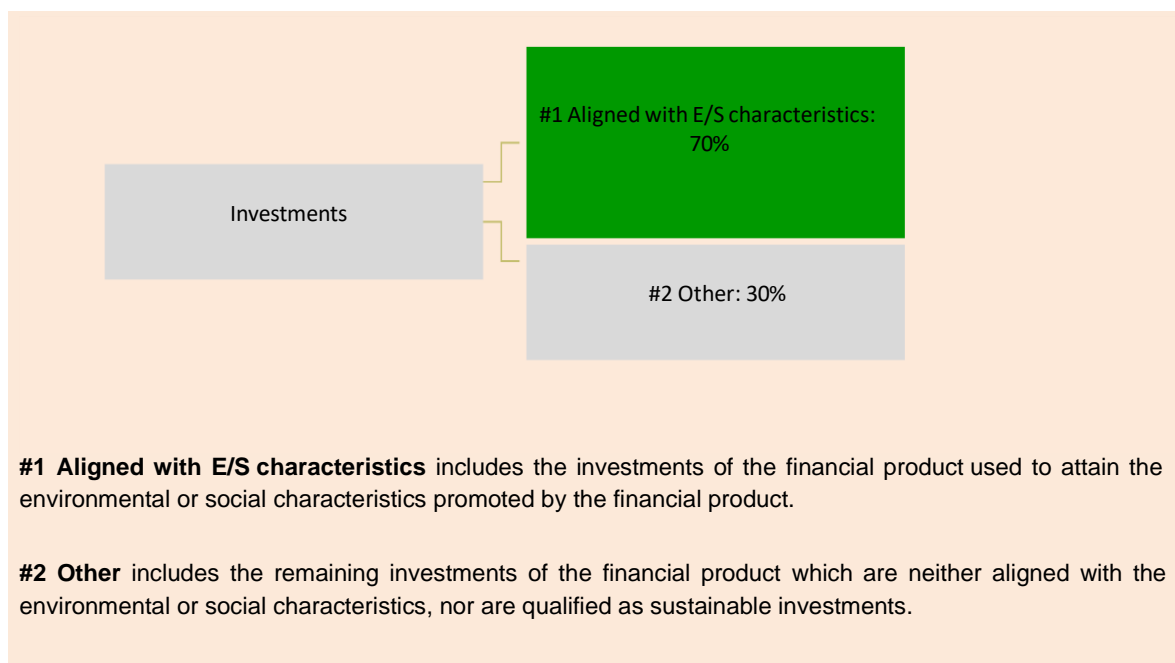 #1 Aligned with E/S characteristics:
70%
Investments
#2 Other: 30%
#1 Aligned with E/S characteristics includes the investments of the financial product used to attain the
environmental or social characteristics promoted by the financial product.
#2 Other includes the remaining investments of the financial product which are neither aligned with the
environmental or social characteristics, nor are qualified as sustainable investments.